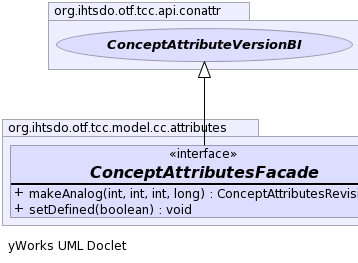 org.ihtsdo.otf.tcc.api.conattr
ConceptAttributeVersionBI
org.ihtsdo.otf.tcc.model.cc.attributes
«interface»
ConceptAttributesFacade
+ makeAnalog(int, int, int, long) : ConceptAttributesRevis
+ setDefined(boolean) : void
yWorks UML Doclet